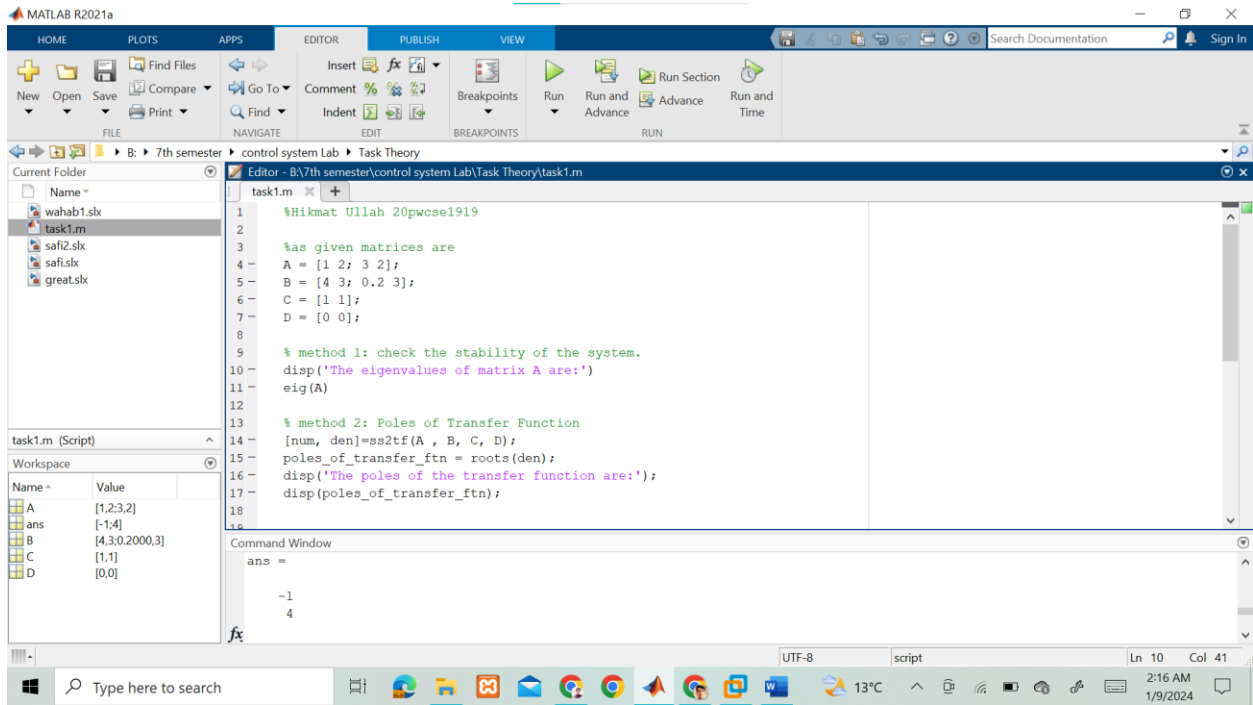 MATLAB R2021a
HOME PLOTS APPS EDITOR PUBLISH VIEW Search Documentation Sign In
New Open Save Find Files Compare Print
FILE
Go To Find
NAVIGATE
Insert fx Comment % Indent
EDIT
Breakpoints
BREAKPOINTS
Run Run and Advance Run Section Advance Run and Time
RUN
B: 7th semester control system Lab Task Theory
Current Folder
Name
wahab1.slx
task1.m
safi2.slx
safi.slx
great.slx
task1.m (Script)
Workspace
Name Value
A [1,2;3,2]
ans [-1;4]
B [4,3;0.2000,3]
C [1,1]
D [0,0]
Editor - B:\7th semester\control system Lab\Task Theory\task1.m
task1.m
1 %Hikmat Ullah 20pwcse1919
2
3 %as given matrices are
4 A = [1 2; 3 2];
5 B = [4 3; 0.2 3];
6 C = [1 1];
7 D = [0 0];
8
9 % method 1: check the stability of the system.
10 disp('The eigenvalues of matrix A are:')
11 eig(A)
12
13 % method 2: Poles of Transfer Function
14 [num, den]=ss2tf(A , B, C, D);
15 poles_of_transfer_ftn = roots(den);
16 disp('The poles of the transfer function are:');
17 disp(poles_of_transfer_ftn);
18
19
Command Window
ans =
-1
4
fx
UTF-8 script Ln 10 Col 41
Type here to search
13°C
2:16 AM
1/9/2024